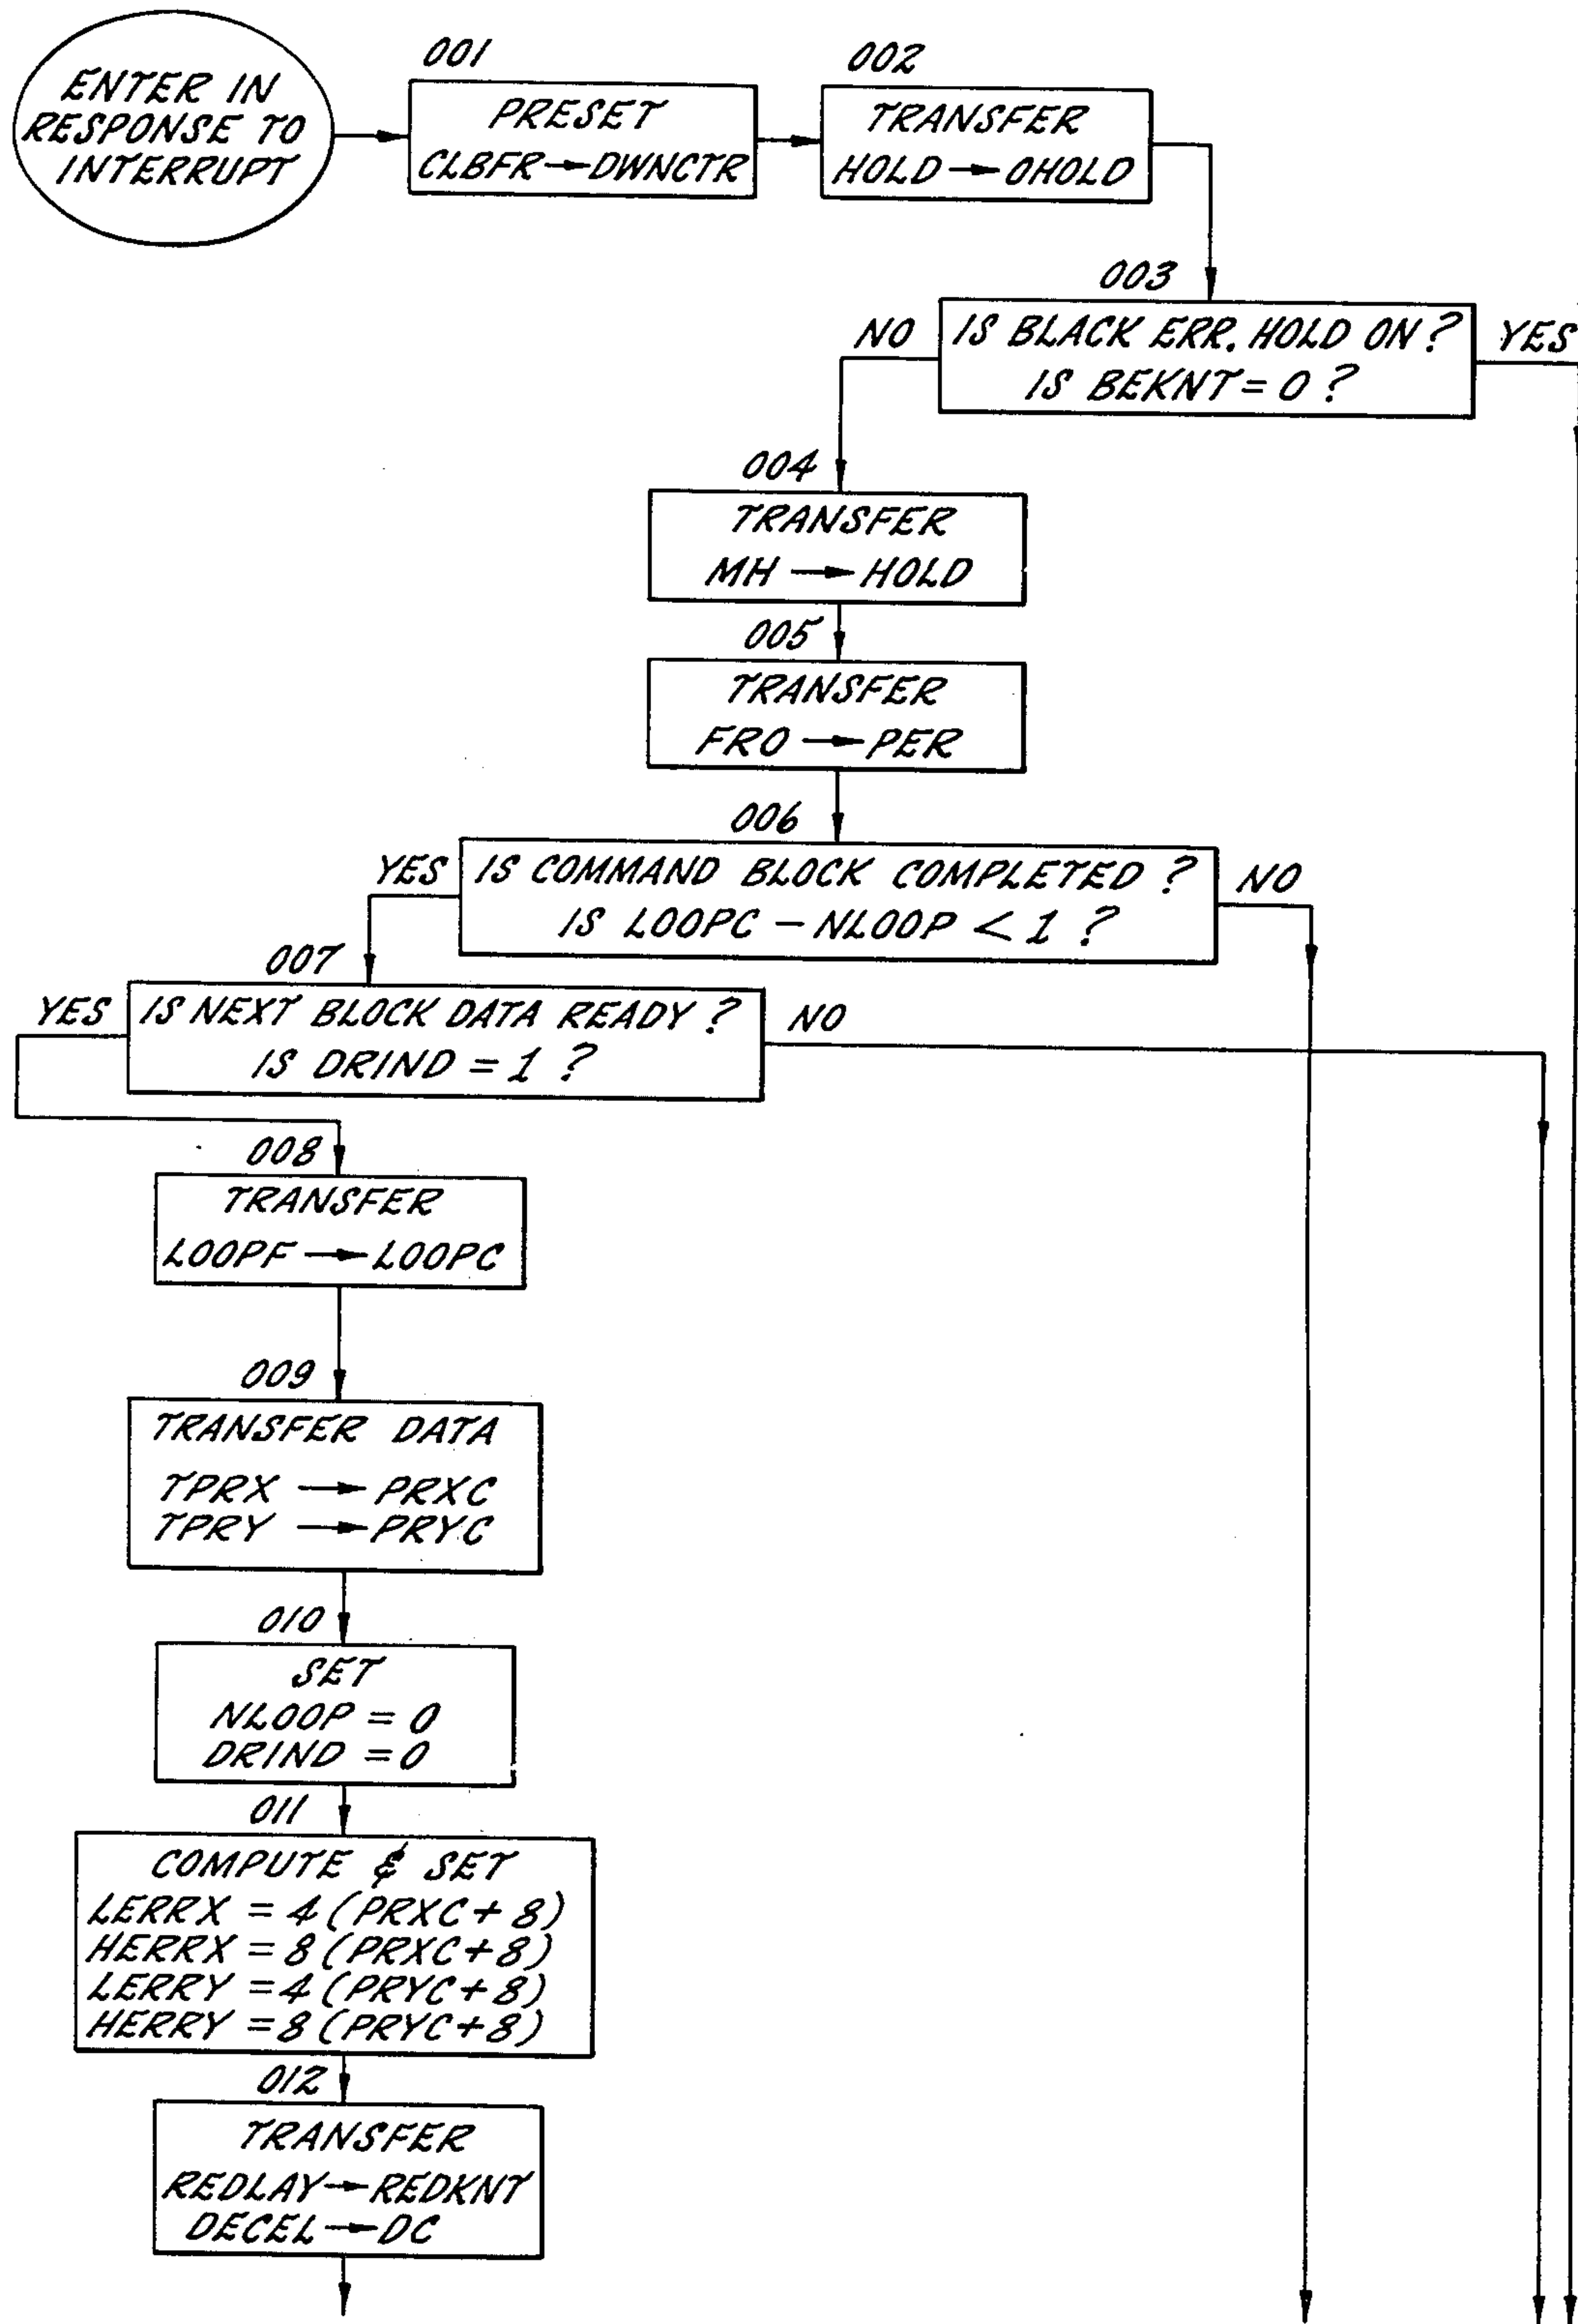 ENTER IN
RESPONSE TO
INTERRUPT
001
PRESET
CLBFR → DWNCTR
002
TRANSFER
HOLD → OHOLD
003
NO
IS BLACK ERR. HOLD ON ?
IS BEKNT = 0 ?
YES
004
TRANSFER
MH → HOLD
005
TRANSFER
FRO → PER
006
YES
IS COMMAND BLOCK COMPLETED ?
IS LOOPC - NLOOP < 1 ?
NO
007
YES
IS NEXT BLOCK DATA READY ?
IS DRIND = 1 ?
NO
008
TRANSFER
LOOPF → LOOPC
009
TRANSFER DATA
TPRX → PRXC
TPRY → PRYC
010
SET
NLOOP = 0
DRIND = 0
011
COMPUTE & SET
LERRX = 4 (PRXC + 8)
HERRX = 8 (PRXC + 8)
LERRY = 4 (PRYC + 8)
HERRY = 8 (PRYC + 8)
012
TRANSFER
REDLAY → REDKNT
DECEL → DC